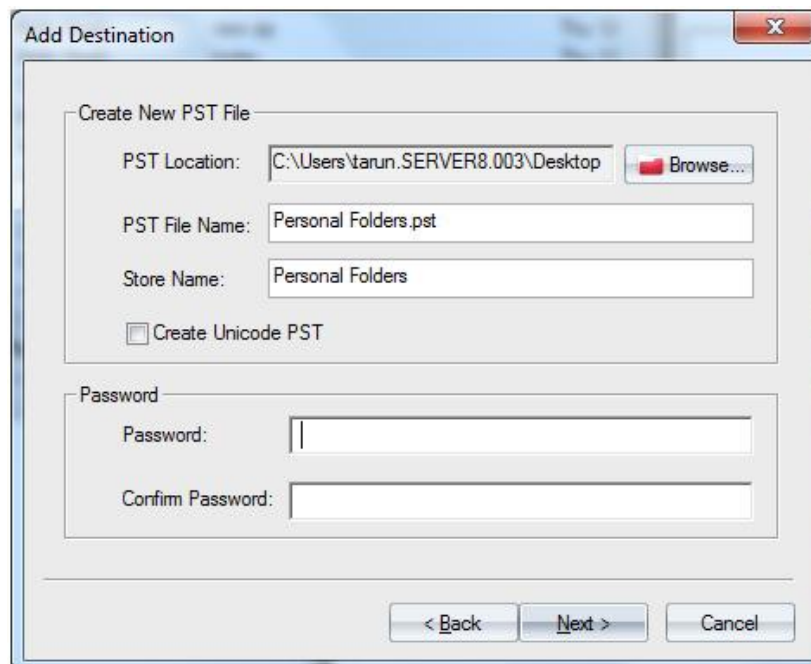 Add Destination
Create New PST File
PST Location: C:\Users\tarun.SERVER8.003\Desktop Browse...
PST File Name: Personal Folders.pst
Store Name: Personal Folders
Create Unicode PST
Password
Password:
Confirm Password:
< Back Next > Cancel